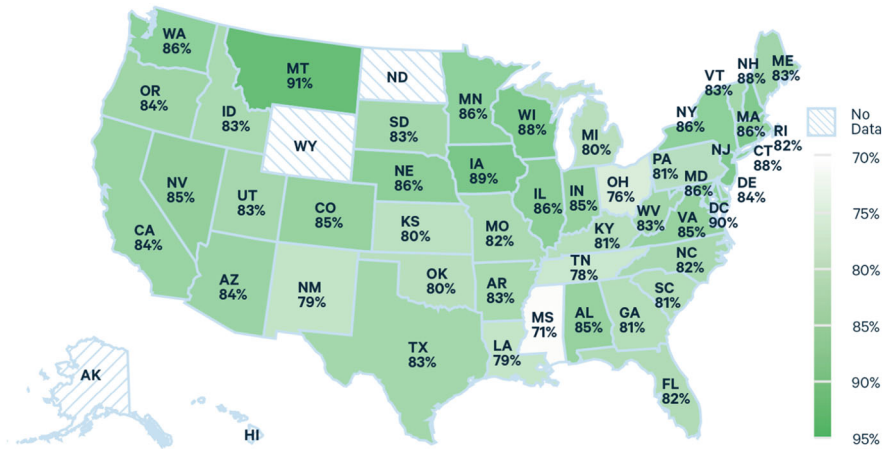 WA
86%
OR
84%
CA
84%
NV
85%
ID
83%
MT
91%
WY
UT
83%
AZ
84%
CO
85%
NM
79%
ND
SD
83%
NE
86%
KS
80%
OK
80%
TX
83%
MN
86%
IA
89%
MO
82%
AR
83%
LA
79%
WI
88%
IL
86%
MI
80%
IN
85%
OH
76%
KY
81%
TN
78%
MS
71%
AL
85%
GA
81%
FL
82%
SC
81%
NC
82%
VA
85%
WV
83%
PA
81%
NY
86%
VT
83%
NH
88%
ME
83%
MA
86%
RI
82%
CT
88%
NJ
MD
86%
DE
84%
DC
90%
AK
HI
No
Data
70%
75%
80%
85%
90%
95%